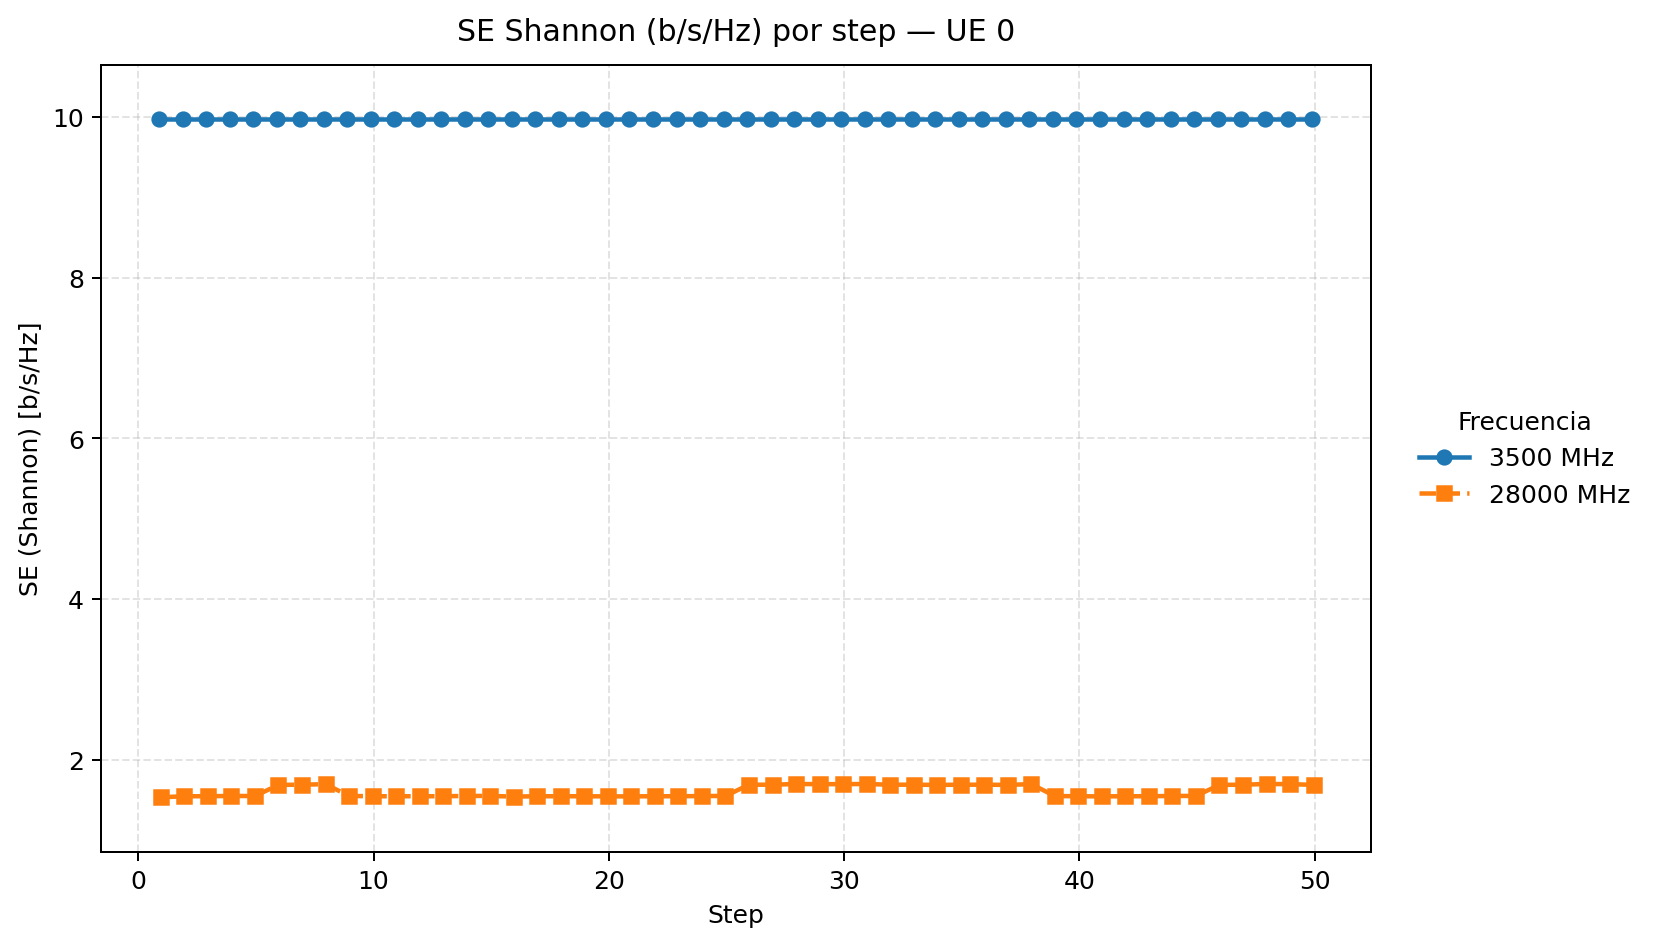 SE Shannon (b/s/Hz) por step — UE 0
SE (Shannon) [b/s/Hz]
10
8
6
4
2
0
10
20
30
40
50
Step
Frecuencia
3500 MHz
28000 MHz